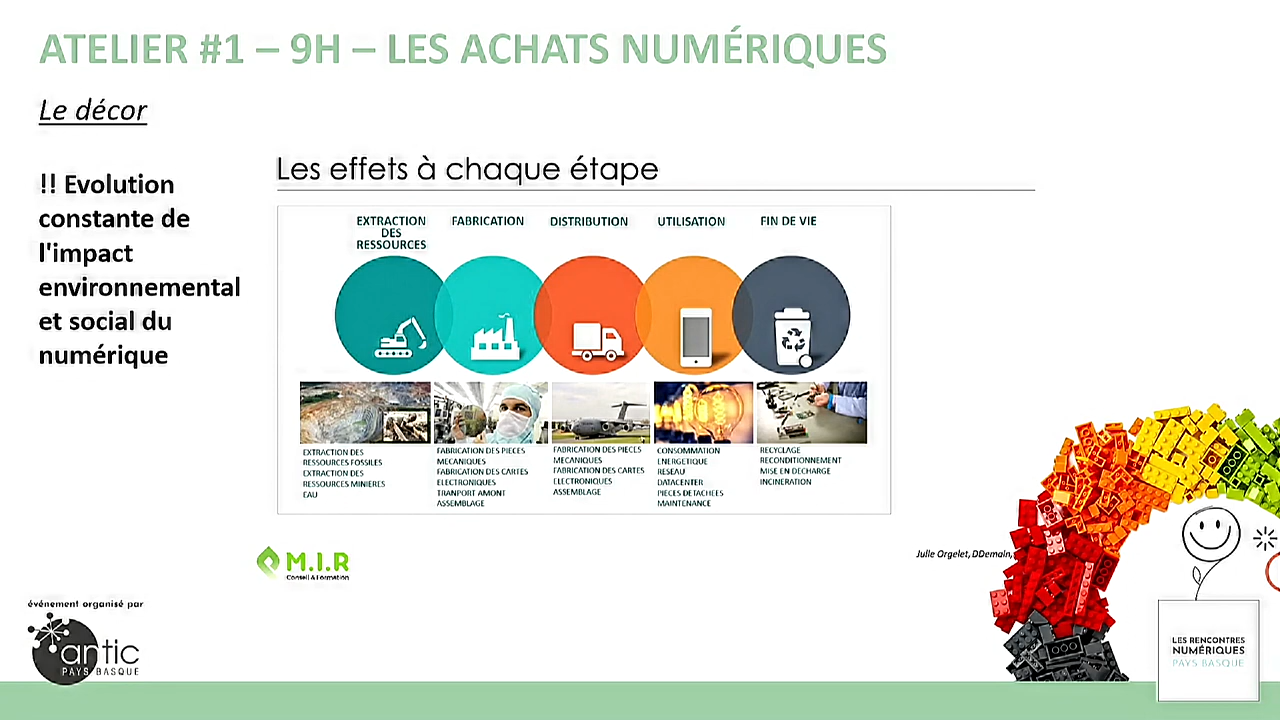 ATELIER #1 – 9H – LES ACHATS NUMÉRIQUES
Le décor
!! Evolution
constante de
l'impact
environnemental
et social du
numérique
Les effets à chaque étape
EXTRACTION
DES
RESSOURCES
FABRICATION
DISTRIBUTION
UTILISATION
FIN DE VIE
EXTRACTION DES
RESSOURCES FOSSILES
EXTRACTION DES
RESSOURCES MINIERES
EAU
FABRICATION DES PIECES
MECANIQUES
FABRICATION DES CARTES
ELECTRONIQUES
TRANPORT AMONT
ASSEMBLAGE
FABRICATION DES PIECES
MECANIQUES
FABRICATION DES CARTES
ELECTRONIQUES
ASSEMBLAGE
CONSOMMATION
ENERGETIQUE
RESEAU
DATACENTER
PIECES DETACHEES
MAINTENANCE
RECYCLAGE
RECONDITIONNEMENT
MISE EN DECHARGE
INCINERATION
M.I.R
Conseil & Formation
Julie Orgelet, DDemain,
événement organisé par
antic
PAYS BASQUE
LES RENCONTRES
NUMÉRIQUES
PAYS BASQUE